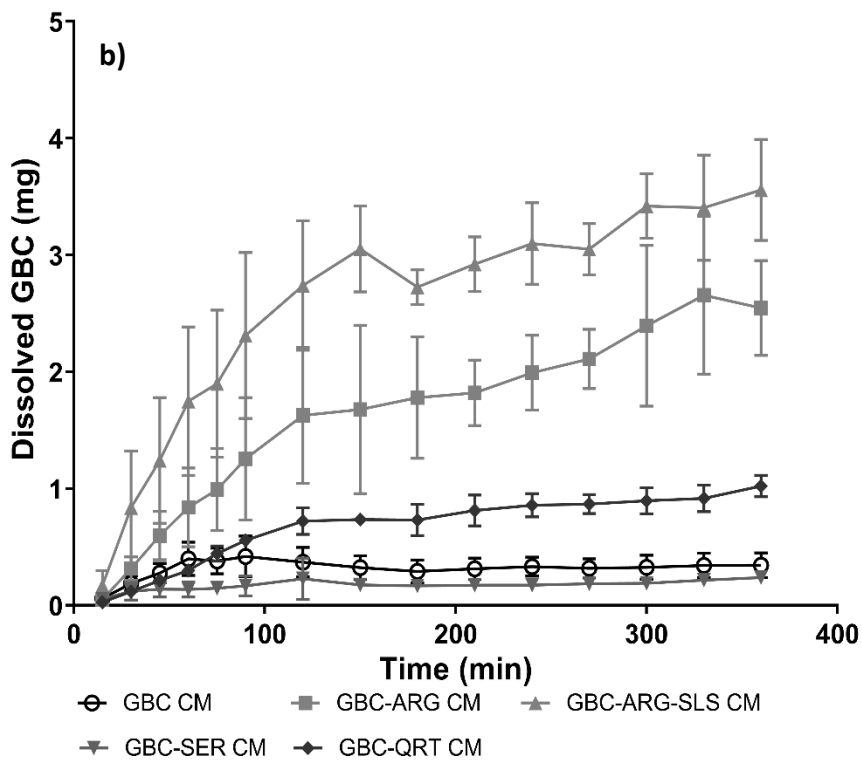 b)
5
4
3
2
1
0
Dissolved GBC (mg)
0 100 200 300 400
Time (min)
GBC CM GBC-ARG CM GBC-ARG-SLS CM
GBC-SER CM GBC-QRT CM